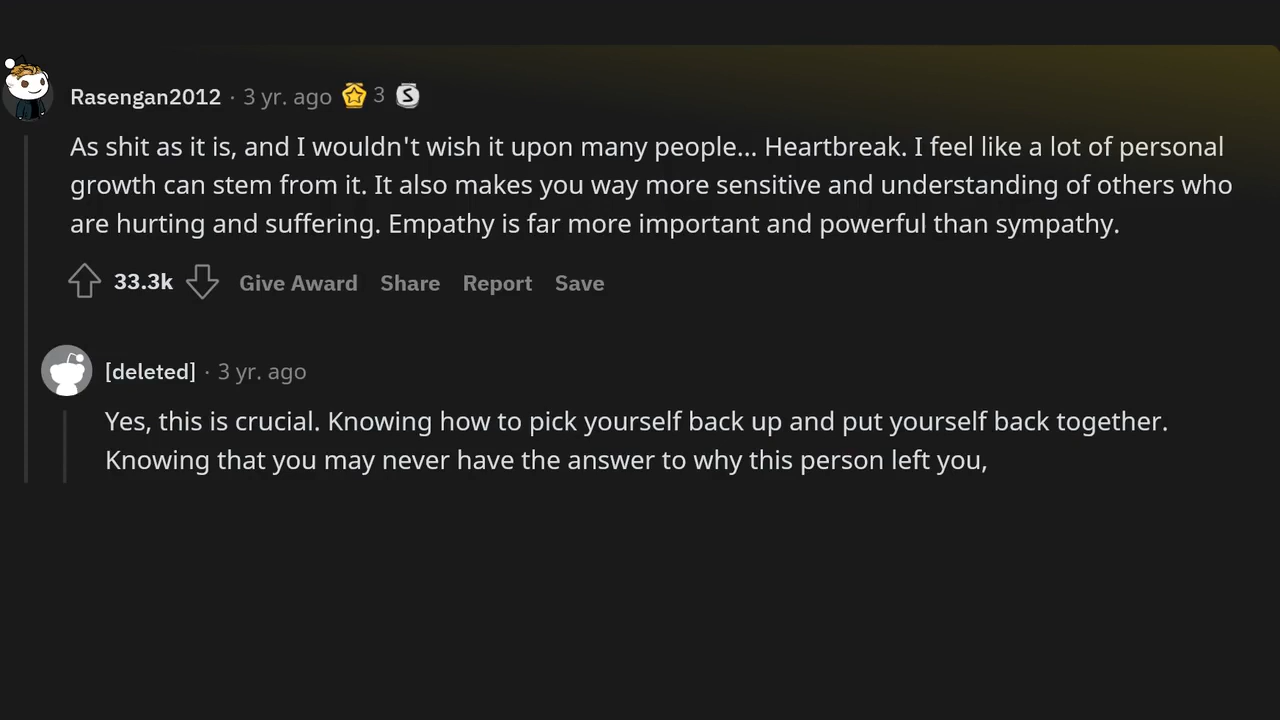 Rasengan2012 · 3 yr. ago 3 S
As shit as it is, and I wouldn't wish it upon many people... Heartbreak. I feel like a lot of personal
growth can stem from it. It also makes you way more sensitive and understanding of others who
are hurting and suffering. Empathy is far more important and powerful than sympathy.
33.3k Give Award Share Report Save
[deleted] · 3 yr. ago
Yes, this is crucial. Knowing how to pick yourself back up and put yourself back together.
Knowing that you may never have the answer to why this person left you,